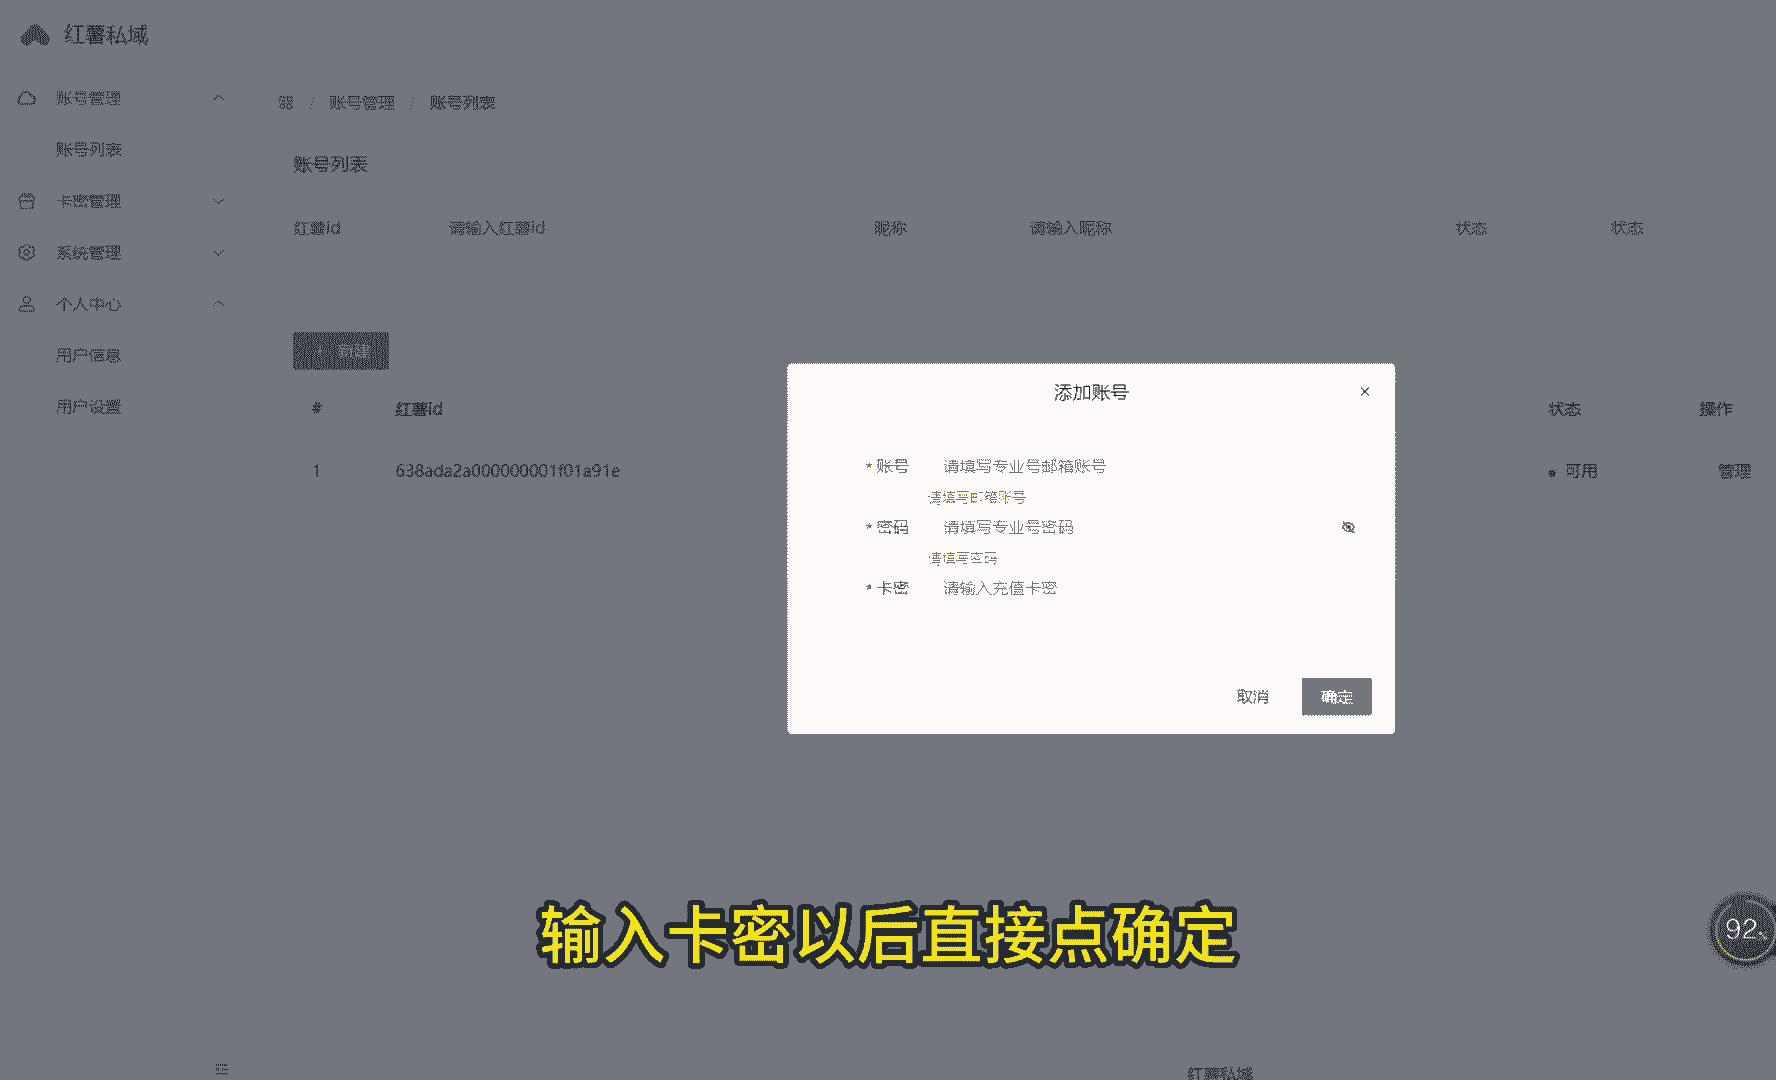 红薯私域
账号管理
账号列表
卡密管理
系统管理
个人中心
用户信息
用户设置
/ 账号管理 / 账号列表
账号列表
红薯id 请输入红薯id 昵称 请输入昵称 状态 状态
+ 新建
# 红薯id 状态 操作
1 638ada2a000000001f01a91e 可用 管理
添加账号
* 账号 请填写专业号邮箱账号
请填写邮箱账号
* 密码 请填写专业号密码
请填写密码
* 卡密 请输入充值卡密
取消 确定
输入卡密以后直接点确定
92%
红薯私域